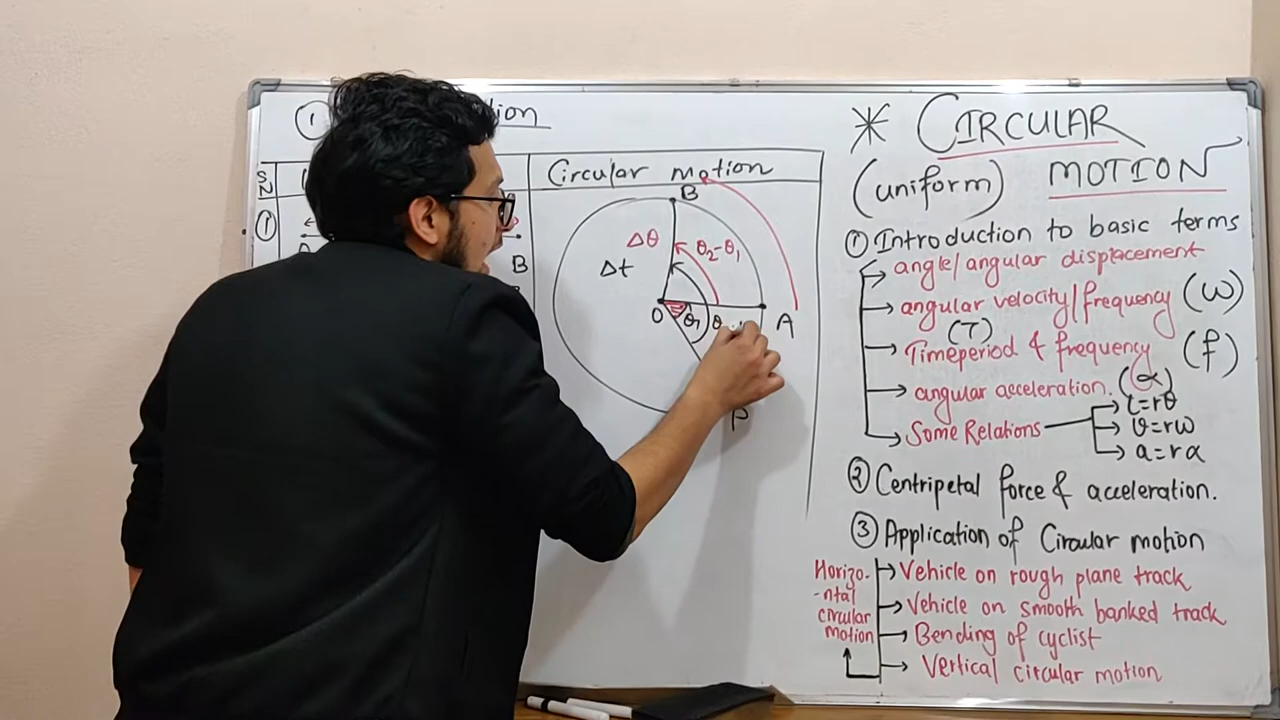 ① ion
S
N
Circular motion
①
B
B
Δθ
θ₂-θ₁
Δt
O
θ₁
θ
A
P
* CIRCULAR
(uniform) MOTION
① Introduction to basic terms
→ angle/angular displacement
→ angular velocity/frequency (ω)
(T)
→ Timeperiod & frequency (f)
→ angular acceleration. (α)
→ Some Relations → l=rθ
→ v=rω
→ a=rα
② Centripetal force & acceleration.
③ Application of Circular motion
Horizo-
-ntal
circular
motion
→ Vehicle on rough plane track
→ Vehicle on smooth banked track
→ Bending of cyclist
→ Vertical circular motion